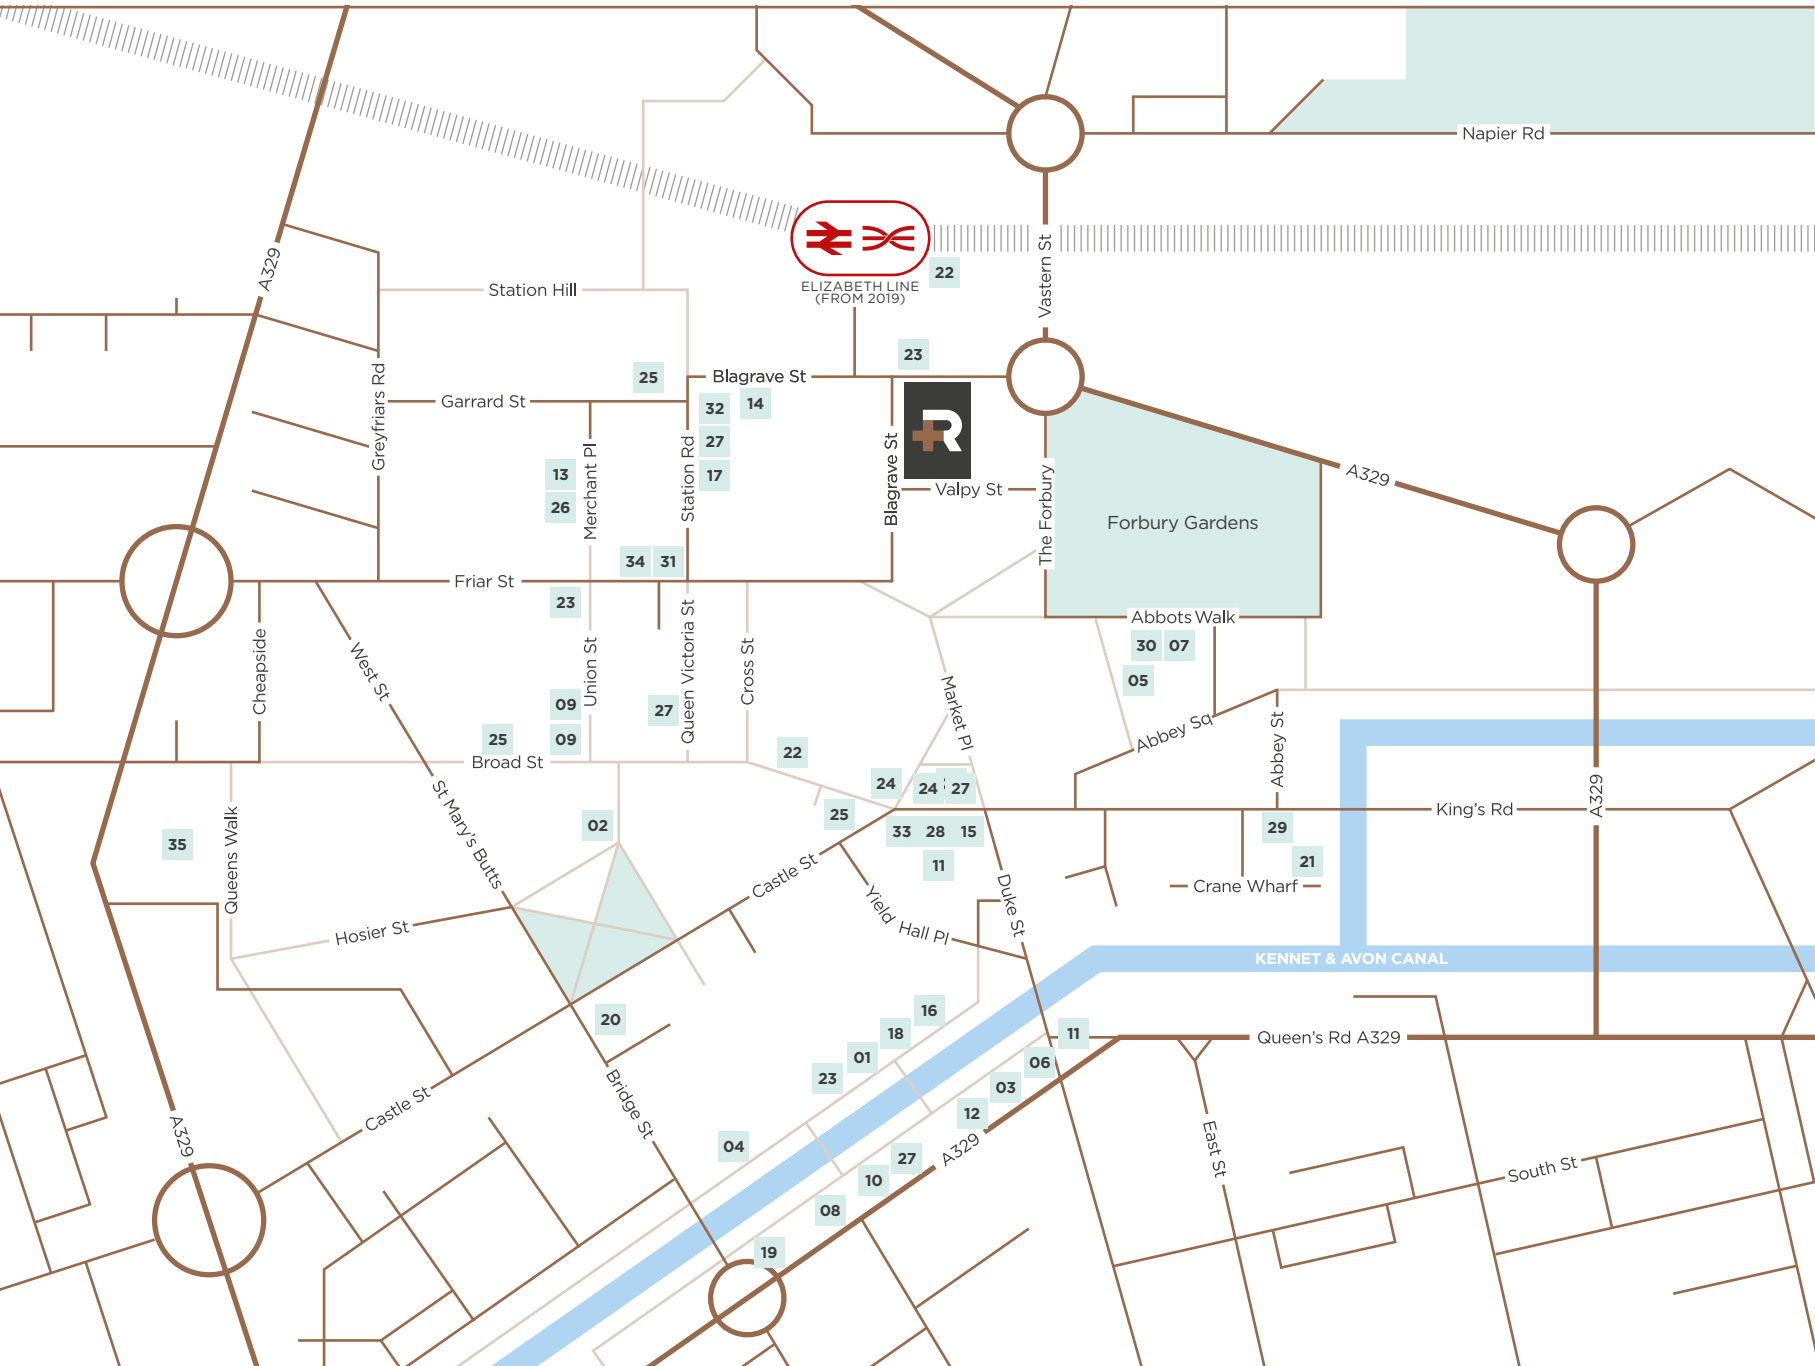 Napier Rd
A329
Vastern St
22
ELIZABETH LINE
(FROM 2019)
Station Hill
23
25
Blagrave St
Garrard St
Greyfriars Rd
32
14
27
17
R
13
26
Merchant Pl
Station Rd
Blagrave St
Valpy St
The Forbury
Forbury Gardens
A329
34
31
Friar St
23
Abbots Walk
30
07
05
Cheapside
West St
Union St
Queen Victoria St
Cross St
Market Pl
09
27
25
09
Broad St
22
Abbey Sq
Abbey St
24
24
27
A329
King's Rd
25
33
28
15
11
29
21
Crane Wharf
02
35
Queens Walk
St Mary's Butts
Castle St
Yield Hall Pl
Duke St
Hosier St
KENNET & AVON CANAL
20
16
18
01
23
11
06
03
12
Queen's Rd A329
A329
Castle St
Bridge St
04
27
10
08
A329
East St
South St
19